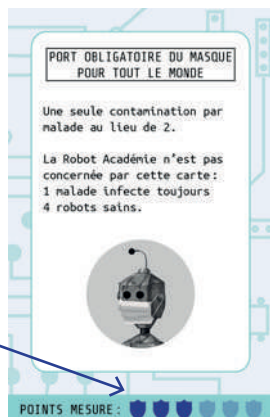 PORT OBLIGATOIRE DU MASQUE
POUR TOUT LE MONDE
Une seule contamination par
malade au lieu de 2.
La Robot Académie n'est pas
concernée par cette carte :
1 malade infecte toujours
4 robots sains.
POINTS MESURE :